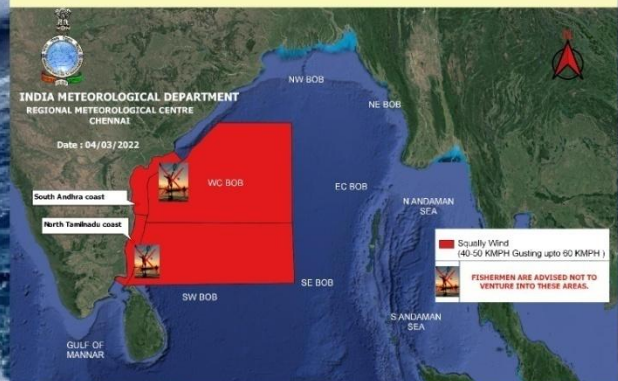 INDIA METEOROLOGICAL DEPARTMENT
REGIONAL METEOROLOGICAL CENTRE
CHENNAI
Date : 04/03/2022
NW BOB
NE BOB
WC BOB
EC BOB
South Andhra coast
N ANDAMAN
SEA
North Tamilnadu coast
Squally Wind
(40-50 KMPH Gusting upto 60 KMPH )
FISHERMEN ARE ADVISED NOT TO
VENTURE INTO THESE AREAS.
SE BOB
SW BOB
S ANDAMAN
SEA
GULF OF
MANNAR